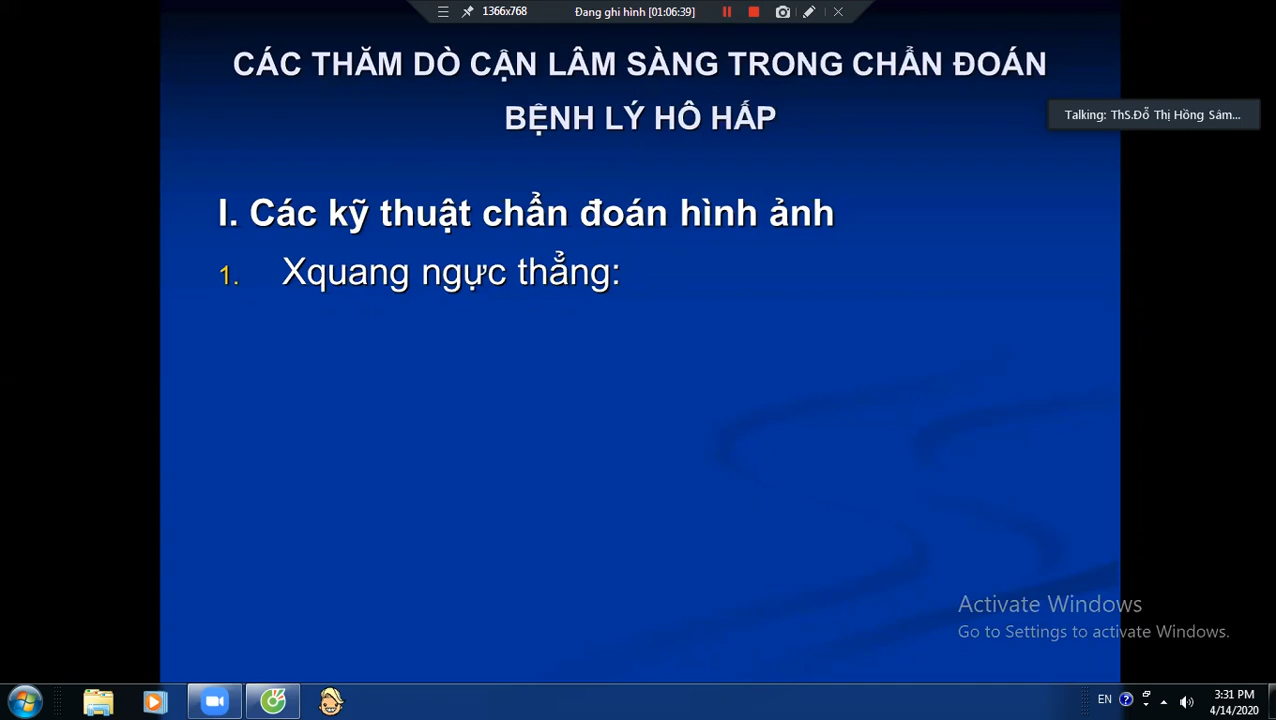 1366x768
Đang ghi hình [01:06:39]
CÁC THĂM DÒ CẬN LÂM SÀNG TRONG CHẨN ĐOÁN
BỆNH LÝ HÔ HẤP
Talking: ThS.Đỗ Thị Hồng Sâm...
I. Các kỹ thuật chẩn đoán hình ảnh
1. Xquang ngực thẳng:
Activate Windows
Go to Settings to activate Windows.
EN
3:31 PM
4/14/2020